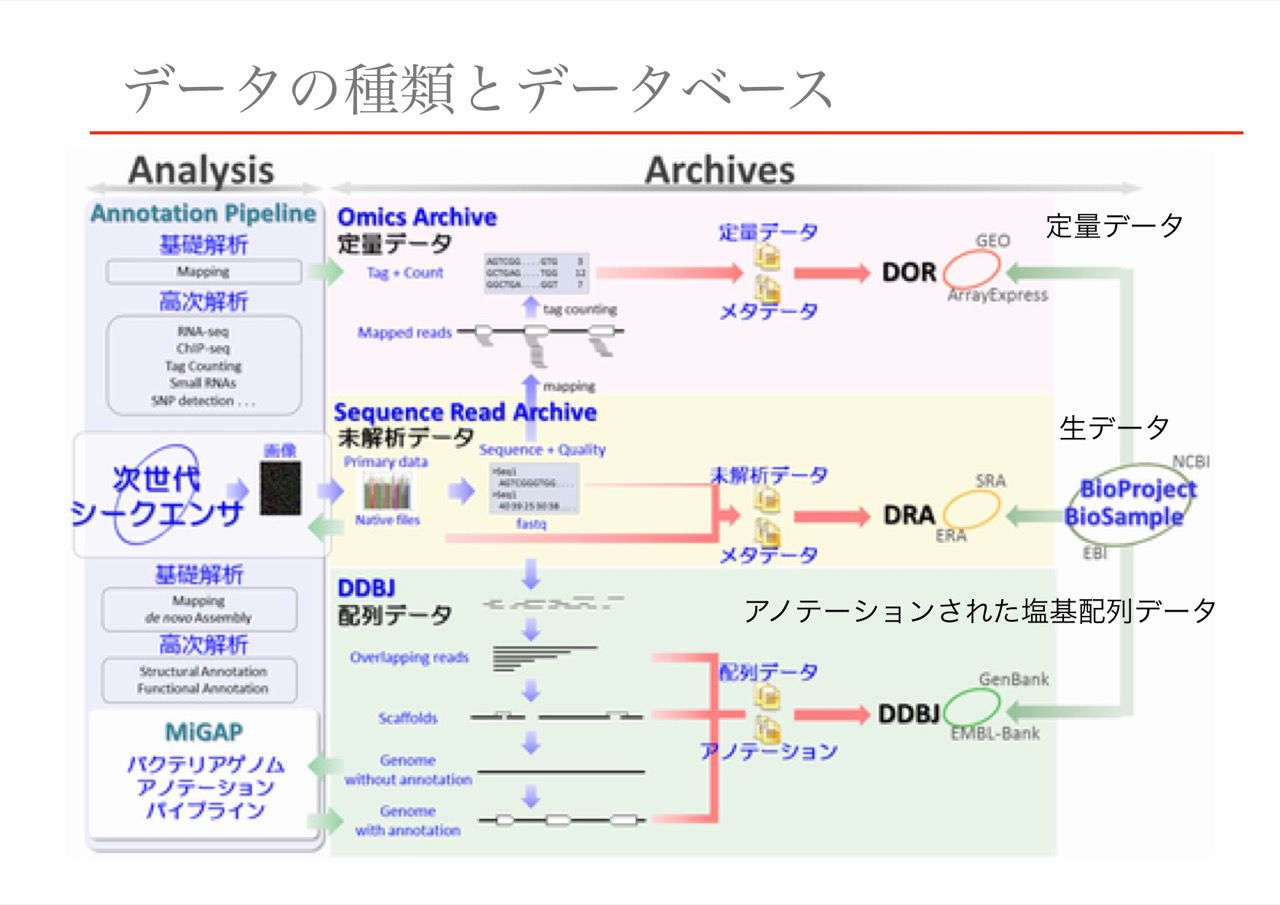 データの種類とデータベース
Analysis
Archives
Annotation Pipeline
基礎解析
Mapping
高次解析
RNA-seq
ChIP-seq
Tag Counting
Small RNAs
SNP detection . . .
次世代
シークエンサ
画像
基礎解析
Mapping
de novo Assembly
高次解析
Structural Annotation
Functional Annotation
MiGAP
バクテリアゲノム
アノテーション
パイプライン
Omics Archive
定量データ
Tag + Count
AGTCGG....GTG 3
GCTGAG....TGG 12
GGCTGA....GGT 7
tag counting
Mapped reads
mapping
定量データ
メタデータ
DOR
GEO
ArrayExpress
定量データ
Sequence Read Archive
未解析データ
Primary data
Native files
Sequence + Quality
>Seq1
AGTCGGGTGG....
>Seq1
40 39 25 30 38....
fastq
未解析データ
メタデータ
DRA
SRA
ERA
生データ
NCBI
BioProject
BioSample
EBI
DDBJ
配列データ
アノテーションされた塩基配列データ
Overlapping reads
Scaffolds
Genome
without annotation
Genome
with annotation
配列データ
アノテーション
DDBJ
GenBank
EMBL-Bank